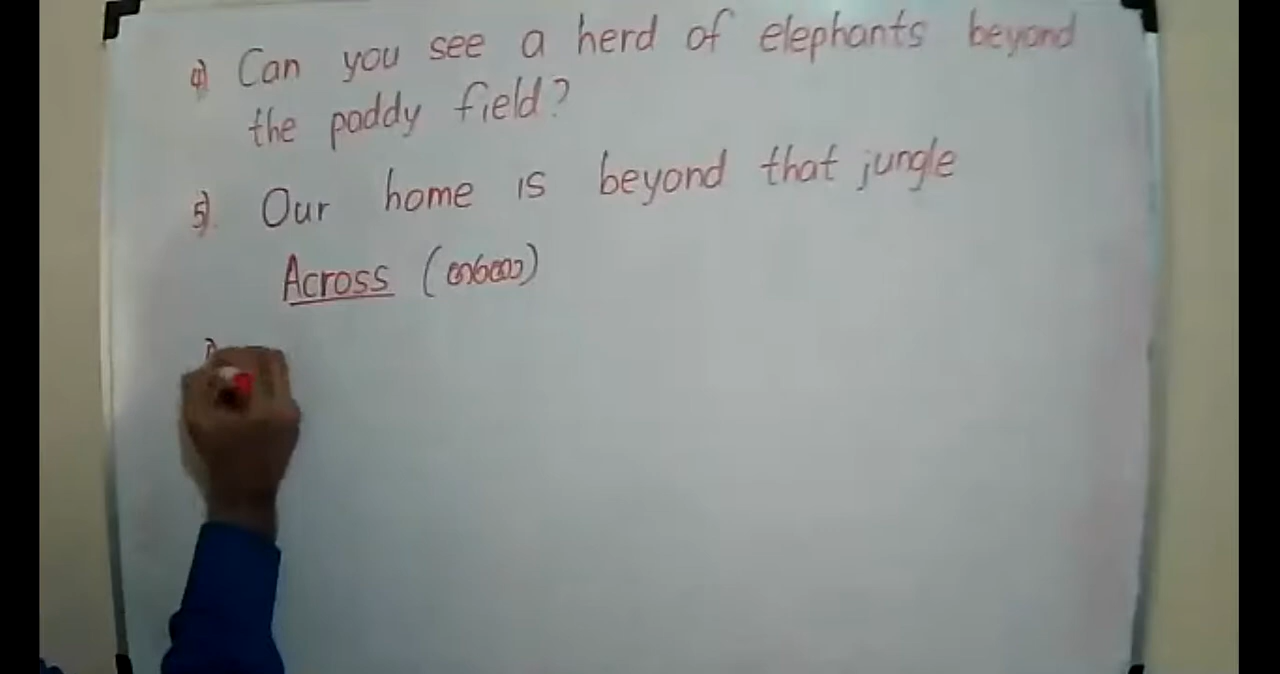 4) Can you see a herd of elephants beyond
the paddy field?
5). Our home is beyond that jungle
Across (හරහා)